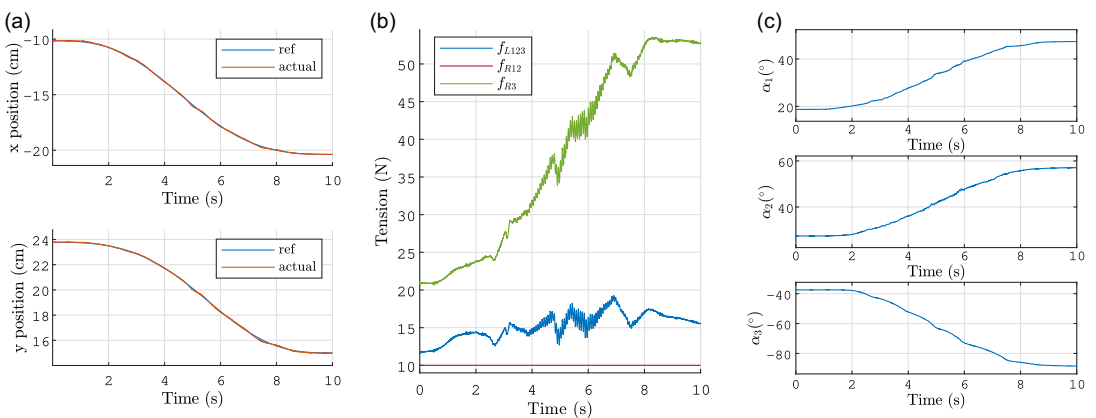 (a)
x position (cm)
−10
−15
−20
ref
actual
2
4
6
8
10
Time (s)
y position (cm)
24
22
20
18
16
ref
actual
2
4
6
8
10
Time (s)
(b)
Tension (N)
50
45
40
35
30
25
20
15
10
f_{L123}
f_{R12}
f_{R3}
0
2
4
6
8
10
Time (s)
(c)
α₁(°)
40
20
0
2
4
6
8
10
Time (s)
α₂(°)
60
40
0
2
4
6
8
10
Time (s)
α₃(°)
−40
−60
−80
0
2
4
6
8
10
Time (s)